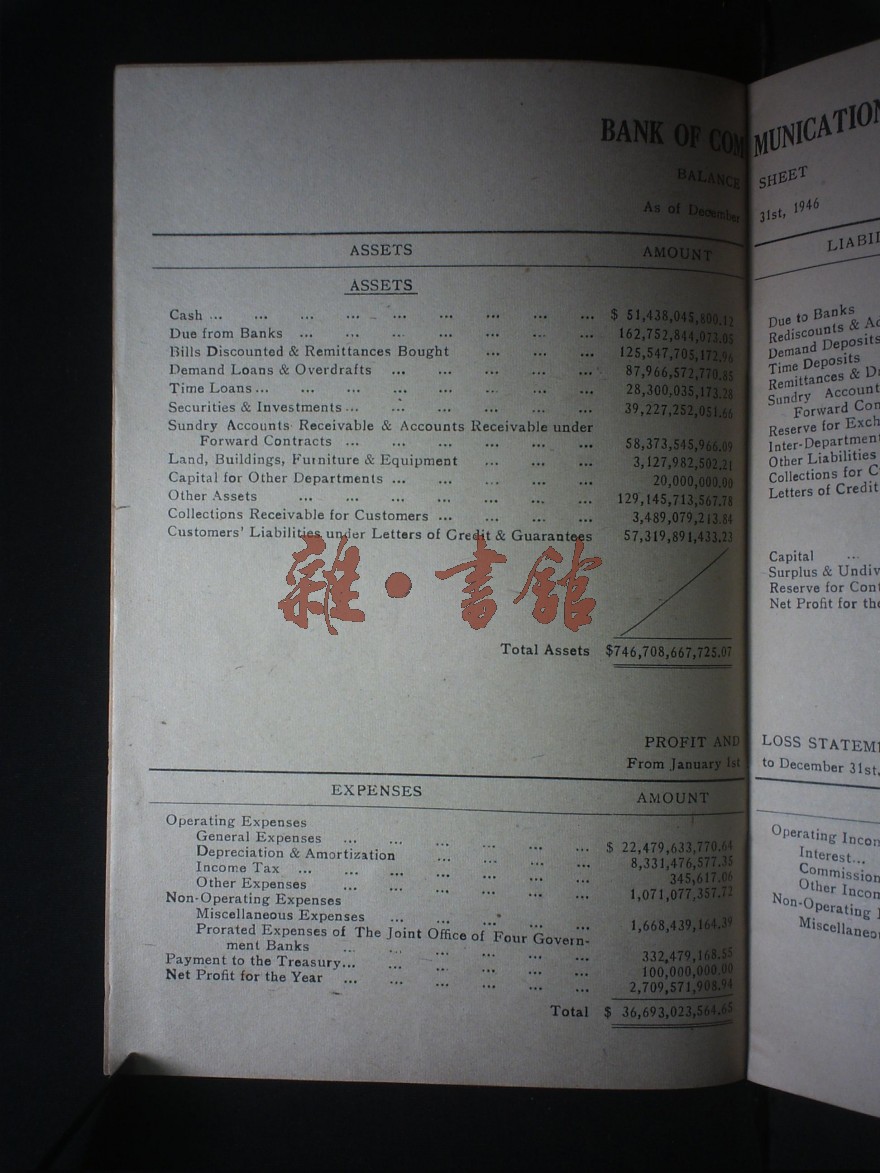 BANK OF COMMUNICATION
BALANCE SHEET
As of December 31st, 1946
ASSETS AMOUNT
ASSETS
Cash ... ... ... ... ... ... ... ... ... $ 51,438,045,800.12
Due from Banks ... ... ... ... ... ... ... 162,752,844,073.05
Bills Discounted & Remittances Bought ... ... ... 125,547,705,172.96
Demand Loans & Overdrafts ... ... ... ... ... 87,966,572,770.85
Time Loans ... ... ... ... ... ... ... ... 28,300,035,173.28
Securities & Investments ... ... ... ... ... ... 39,227,252,051.66
Sundry Accounts Receivable & Accounts Receivable under
Forward Contracts ... ... ... ... ... ... 58,373,545,966.09
Land, Buildings, Furniture & Equipment ... ... ... 3,127,982,502.21
Capital for Other Departments ... ... ... ... ... 20,000,000.00
Other Assets ... ... ... ... ... ... ... 129,145,713,567.78
Collections Receivable for Customers ... ... ... ... 3,489,079,213.84
Customers' Liabilities under Letters of Credit & Guarantees 57,319,891,433.23
雜·書館
Total Assets $746,708,667,725.07
PROFIT AND LOSS STATEM
From January 1st to December 31st,
EXPENSES AMOUNT
Operating Expenses
General Expenses ... ... ... ... ... ... $ 22,479,633,770.64
Depreciation & Amortization ... ... ... ... 8,331,476,577.35
Income Tax ... ... ... ... ... ... ... 345,617.06
Other Expenses ... ... ... ... ... ... 1,071,077,357.72
Non-Operating Expenses
Miscellaneous Expenses ... ... ... ... ... 1,668,439,164.39
Prorated Expenses of The Joint Office of Four Govern-
ment Banks ... ... ... ... ... ... 332,479,168.55
Payment to the Treasury... ... ... ... ... ... 100,000,000.00
Net Profit for the Year ... ... ... ... ... ... 2,709,571,908.94
Total $ 36,693,023,564.65
LIABIL
Due to Banks
Rediscounts & Ac
Demand Deposits
Time Deposits
Remittances & D
Sundry Account
Forward Con
Reserve for Exch
Inter-Department
Other Liabilities
Collections for C
Letters of Credit
Capital ...
Surplus & Undiv
Reserve for Cont
Net Profit for the
Operating Incom
Interest...
Commission
Other Incom
Non-Operating I
Miscellaneo